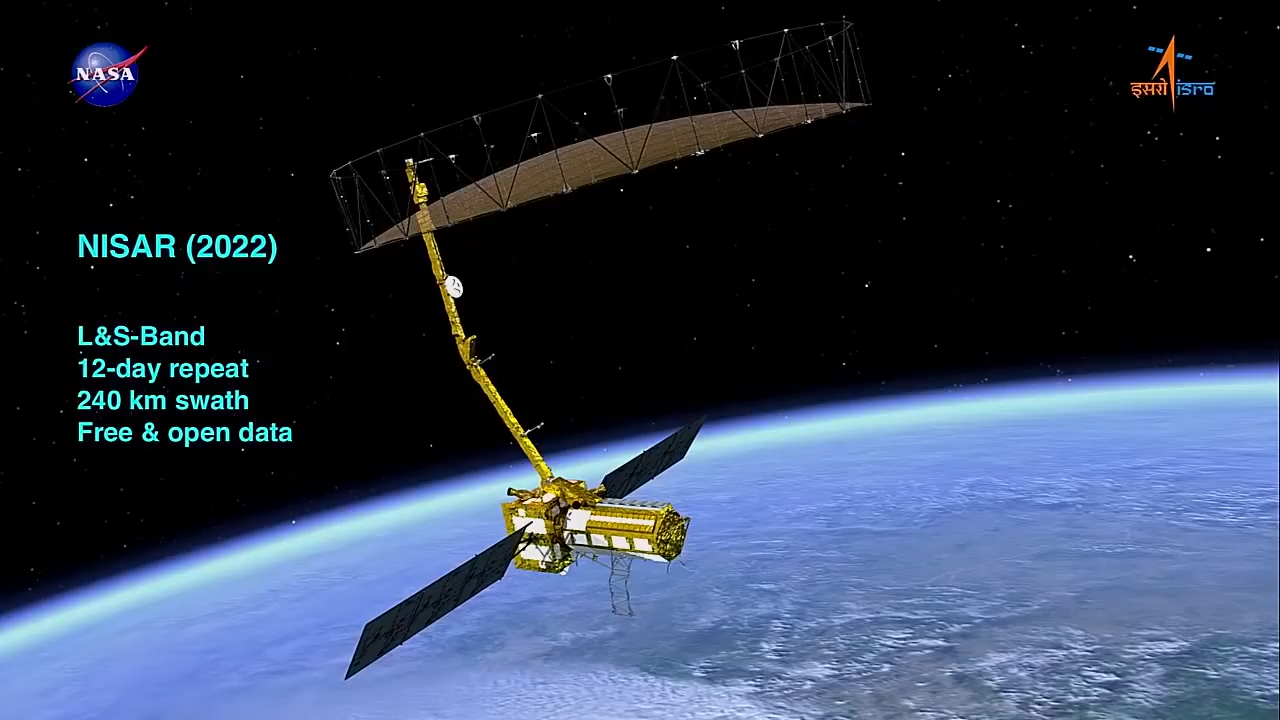 NASA
इसरो isro
NISAR (2022)
L&S-Band
12-day repeat
240 km swath
Free & open data